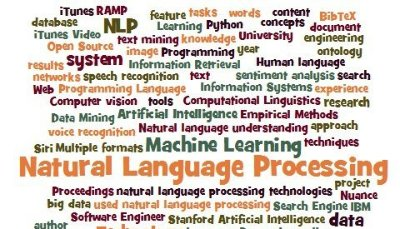 iTunes RAMP feature tasks words content BibTeX
database NLP Learning Python concepts document
iTunes Video text mining knowledge University engineering
Open Source image Programming year ontology
results system Information Retrieval Human language
networks speech recognition text sentiment analysis search
Web Programming Language Information Systems experience
Computer vision tools Computational Linguistics research
Data Mining Artificial Intelligence Empirical Methods
voice recognition Natural language understanding approach
Siri Multiple formats Machine Learning techniques
Natural Language Processing
Proceedings natural language processing technologies project Nuance
big data used natural language processing Search Engine IBM
Software Engineer Stanford Artificial Intelligence data
author